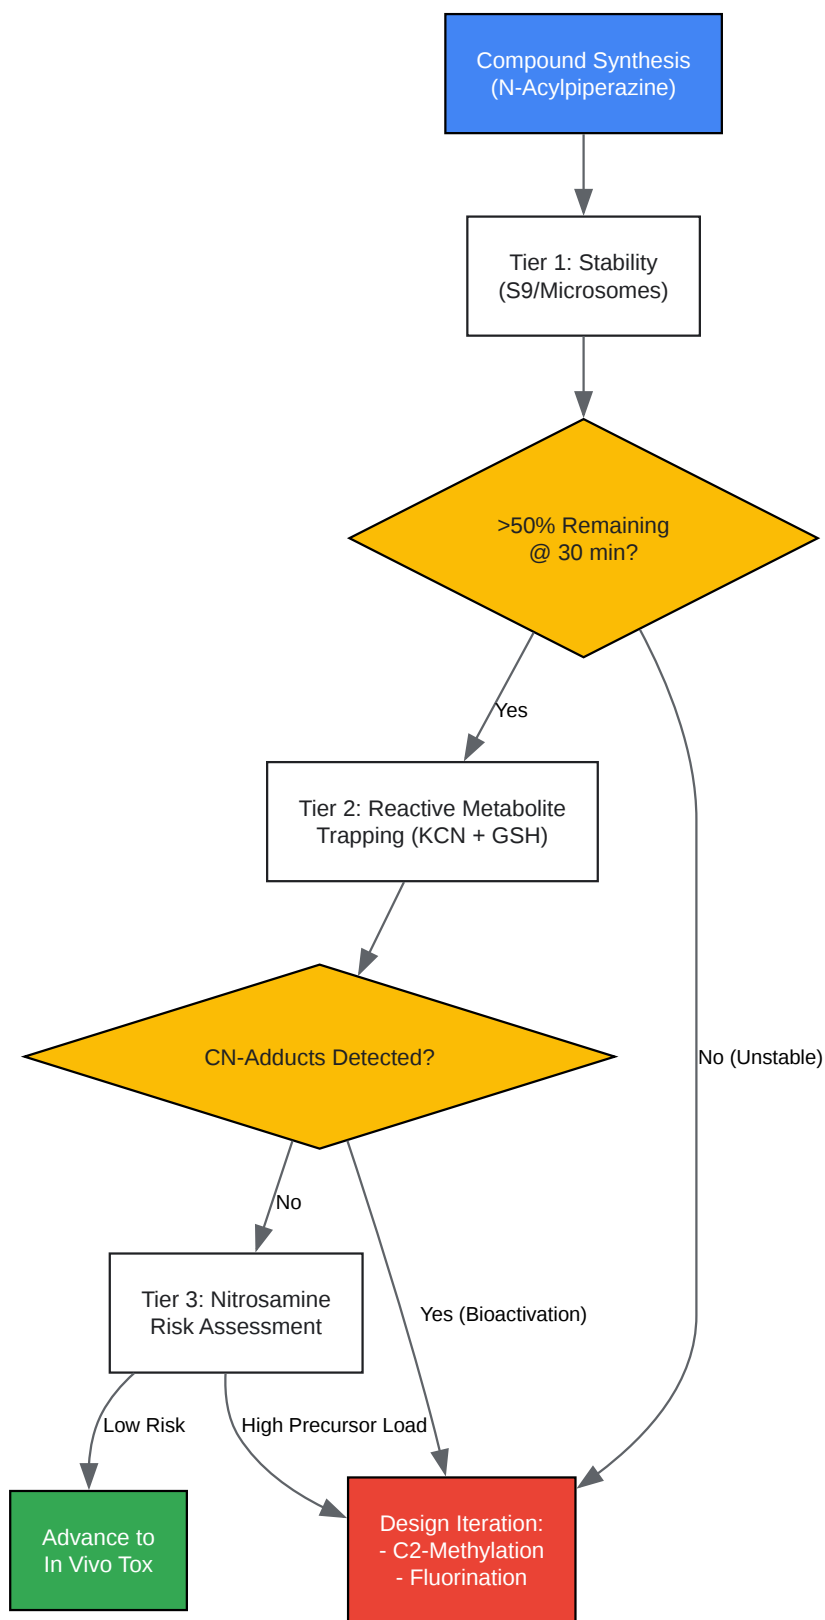 Compound Synthesis
(N-Acylpiperazine)
Tier 1: Stability
(S9/Microsomes)
>50% Remaining
@ 30 min?
Yes
Tier 2: Reactive Metabolite
Trapping (KCN + GSH)
CN-Adducts Detected?
No (Unstable)
No
Tier 3: Nitrosamine
Risk Assessment
Yes (Bioactivation)
Low Risk
High Precursor Load
Advance to
In Vivo Tox
Design Iteration:
- C2-Methylation
- Fluorination